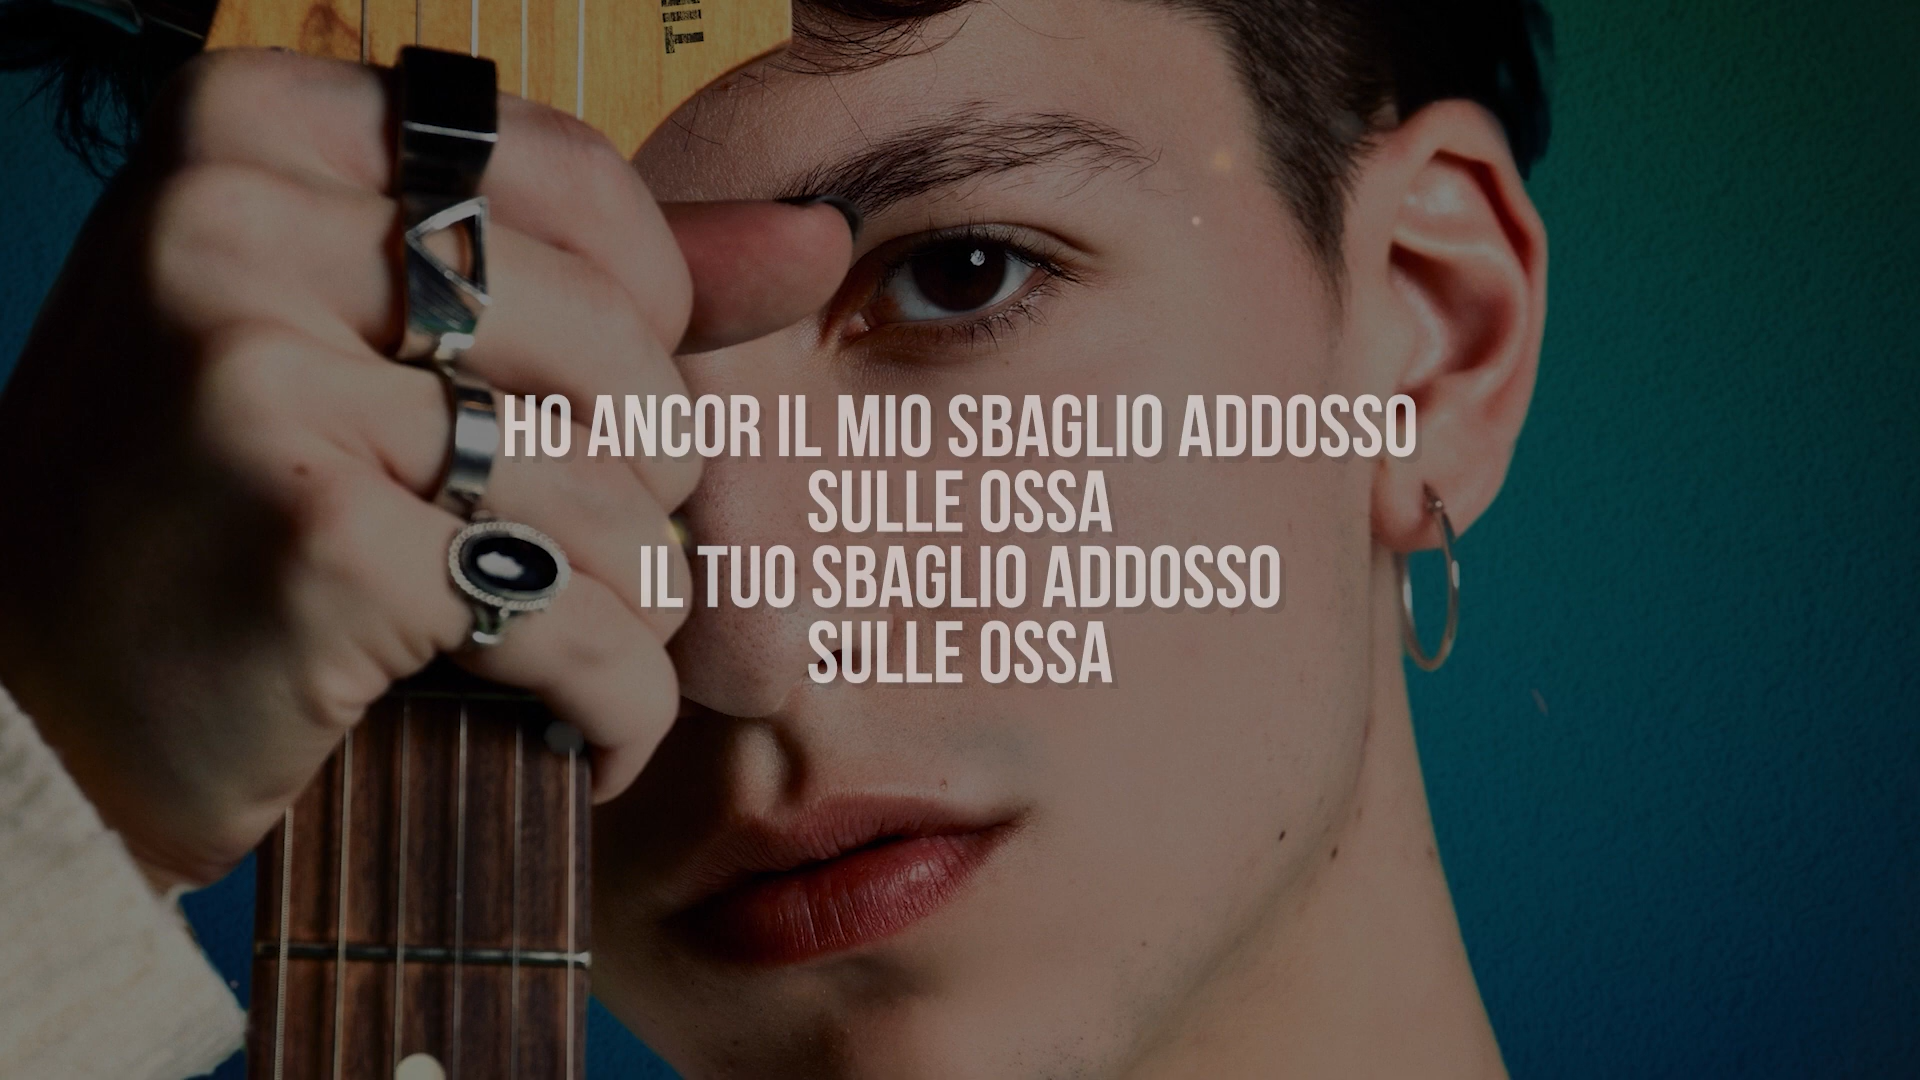 HO ANCOR IL MIO SBAGLIO ADDOSSO
SULLE OSSA
IL TUO SBAGLIO ADDOSSO
SULLE OSSA